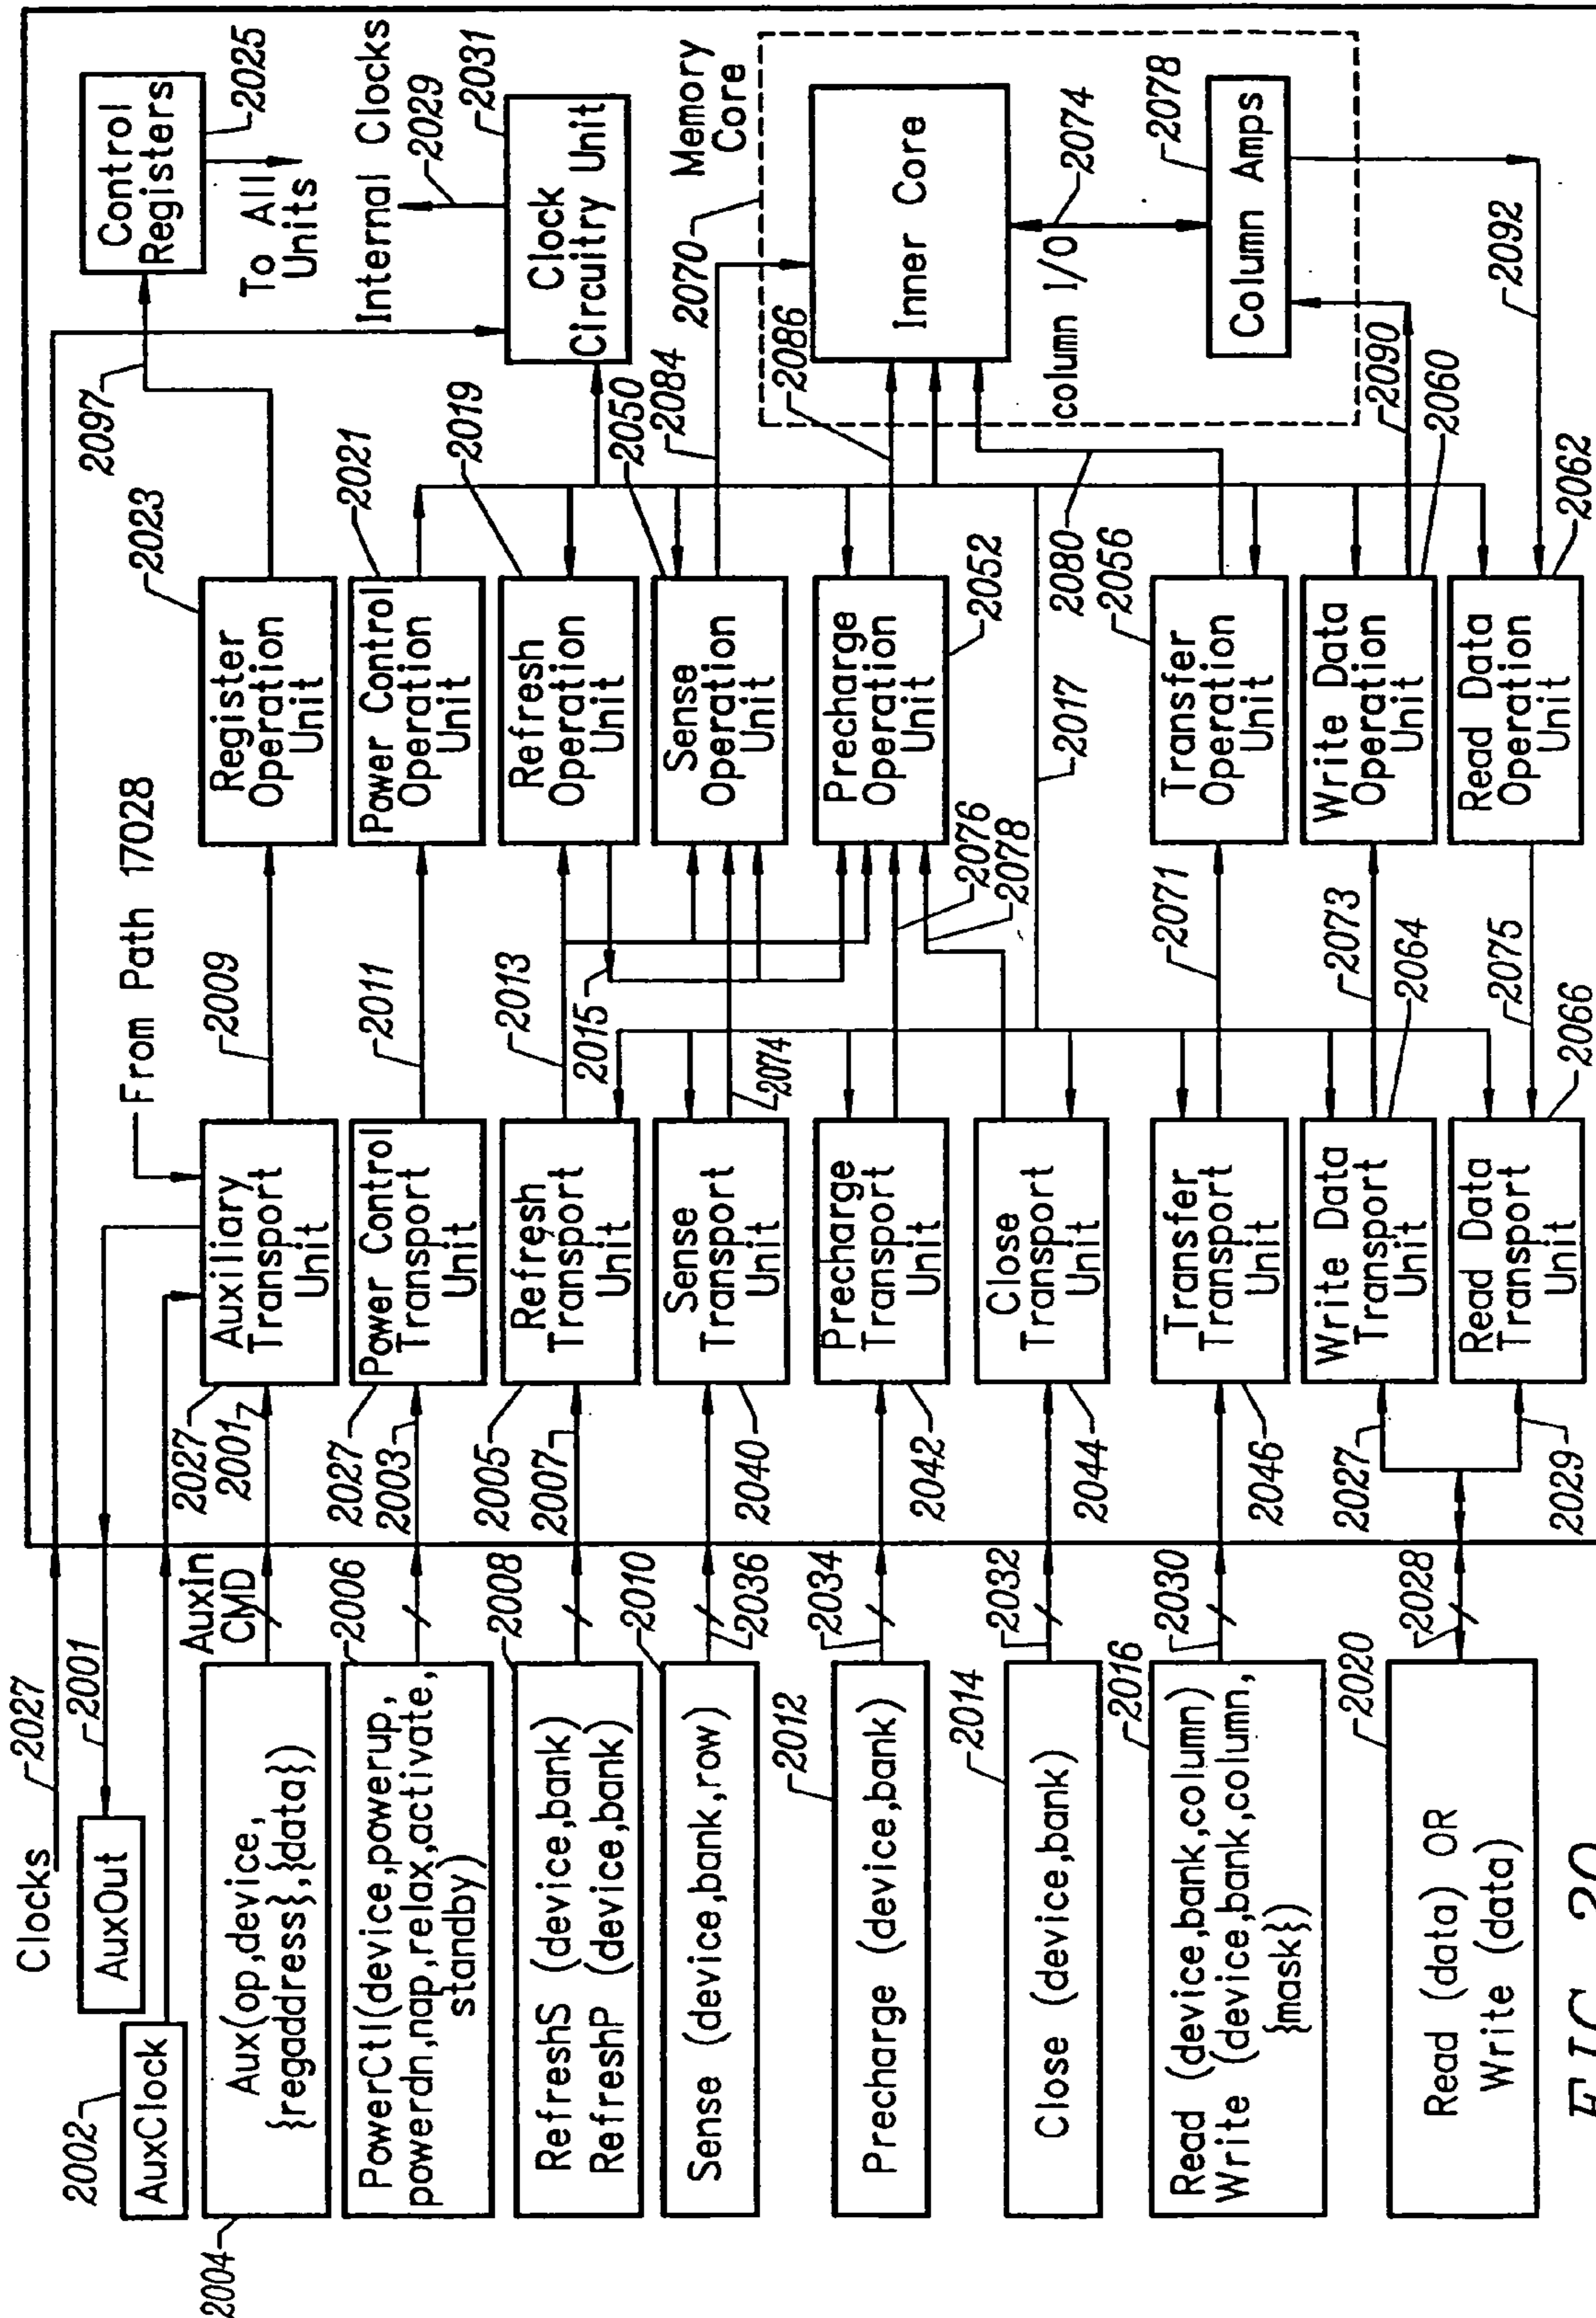 Clocks
2027
2001
AuxOut
2002
AuxClock
2004
Aux(op,device,
{regaddress},{data})
AuxIn
CMD
2006
PowerCtl(device,powerup,
powerdn,nap,relax,activate,
standby)
2008
RefreshS (device,bank)
RefreshP (device,bank)
2010
Sense (device,bank,row)
2036
2012
Precharge (device,bank)
2034
2014
Close (device,bank)
2032
2016
Read (device,bank,column)
Write (device,bank,column,
{mask})
2030
2020
Read (data) OR
Write (data)
2028
From Path 17028
2027
2001
Auxiliary
Transport
Unit
2009
2027
2003
Power Control
Transport
Unit
2011
2005
2007
Refresh
Transport
Unit
2013
2015
2040
Sense
Transport
Unit
2074
2042
Precharge
Transport
Unit
2076
2078
2044
Close
Transport
Unit
2017
2046
Transfer
Transport
Unit
2071
2027
Write Data
Transport
Unit
2073
2064
2029
Read Data
Transport
Unit
2075
2066
2023
Register
Operation
Unit
2097
2021
Power Control
Operation
Unit
2019
Refresh
Operation
Unit
2050
Sense
Operation
Unit
2084
Precharge
Operation
Unit
2052
2086
2080
2056
Transfer
Operation
Unit
Write Data
Operation
Unit
2090
2060
Read Data
Operation
Unit
2062
2092
Control
Registers
2025
To All
Units
Internal Clocks
2029
2031
Clock
Circuitry Unit
2070
Memory
Core
Inner Core
column I/O
2074
2078
Column Amps